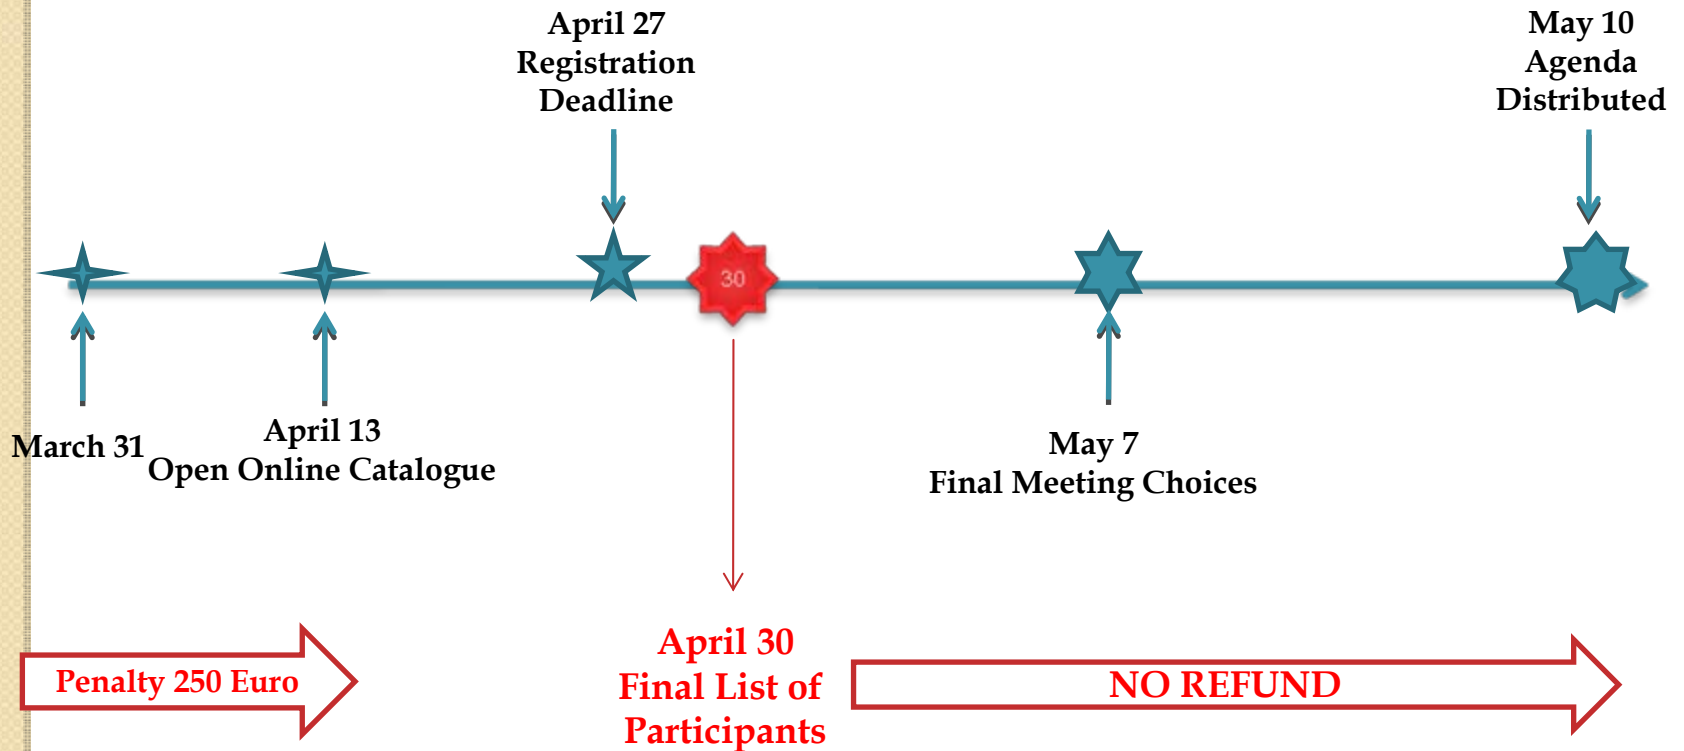 April 27
Registration
Deadline
May 10
Agenda
Distributed
30
March 31
April 13
Open Online Catalogue
May 7
Final Meeting Choices
Penalty 250 Euro
April 30
Final List of
Participants
NO REFUND